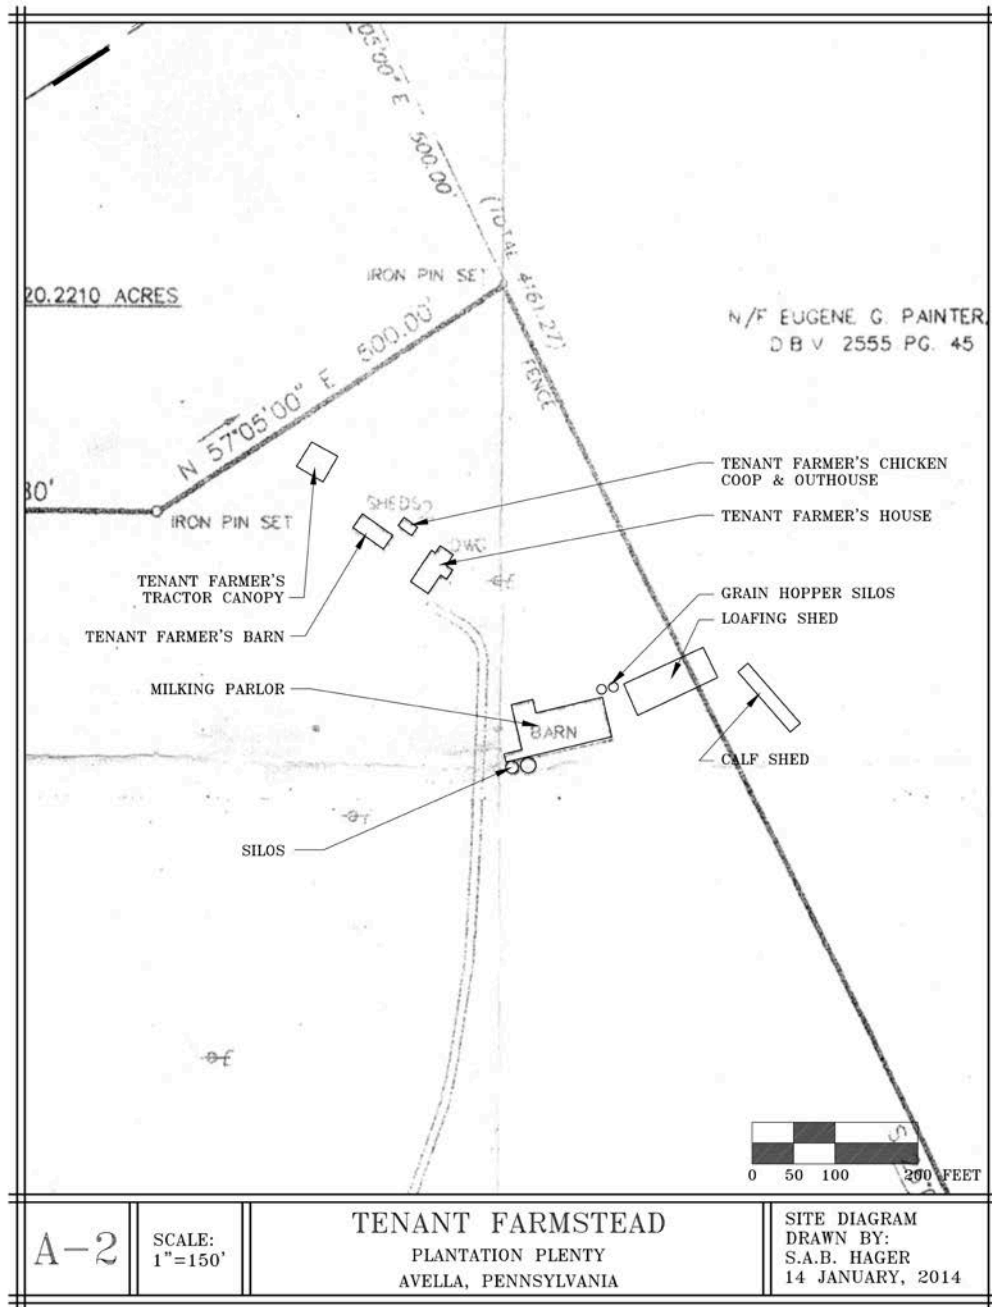 05'00" E 500.00'
(TOTAL 4161.27)
IRON PIN SET
FENCE
20.2210 ACRES
N/F EUGENE G. PAINTER,
DBV 2555 PG. 45
N 57°05'00" E 500.00'
80'
IRON PIN SET
TENANT FARMER'S CHICKEN
COOP & OUTHOUSE
SHEDS
TENANT FARMER'S HOUSE
DWG
TENANT FARMER'S
TRACTOR CANOPY
GRAIN HOPPER SILOS
LOAFING SHED
TENANT FARMER'S BARN
MILKING PARLOR
BARN
CALF SHED
SILOS
0 50 100 200 FEET
A-2
SCALE:
1"=150'
TENANT FARMSTEAD
PLANTATION PLENTY
AVELLA, PENNSYLVANIA
SITE DIAGRAM
DRAWN BY:
S.A.B. HAGER
14 JANUARY, 2014